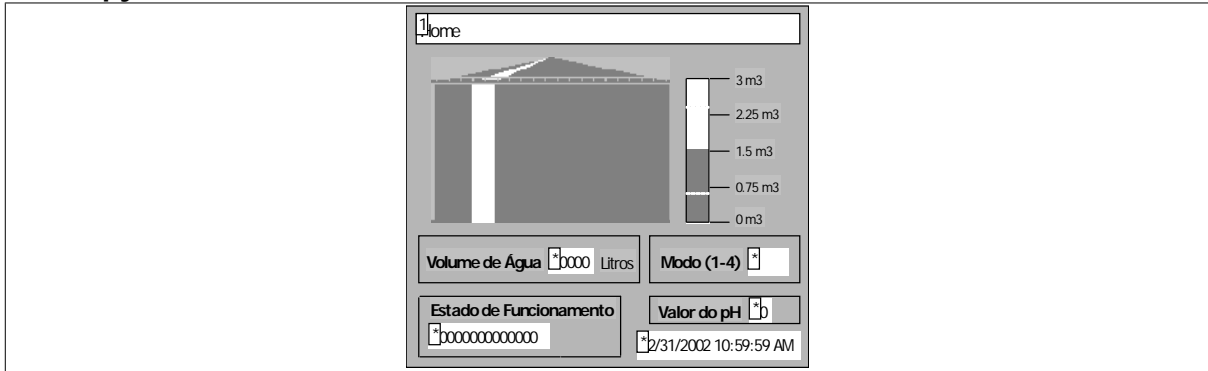 1
Home
3 m3
2.25 m3
1.5 m3
0.75 m3
0 m3
Volume de Água *0000 Litros
Modo (1-4) *
Estado de Funcionamento
*0000000000000
Valor do pH *0
*2/31/2002 10:59:59 AM